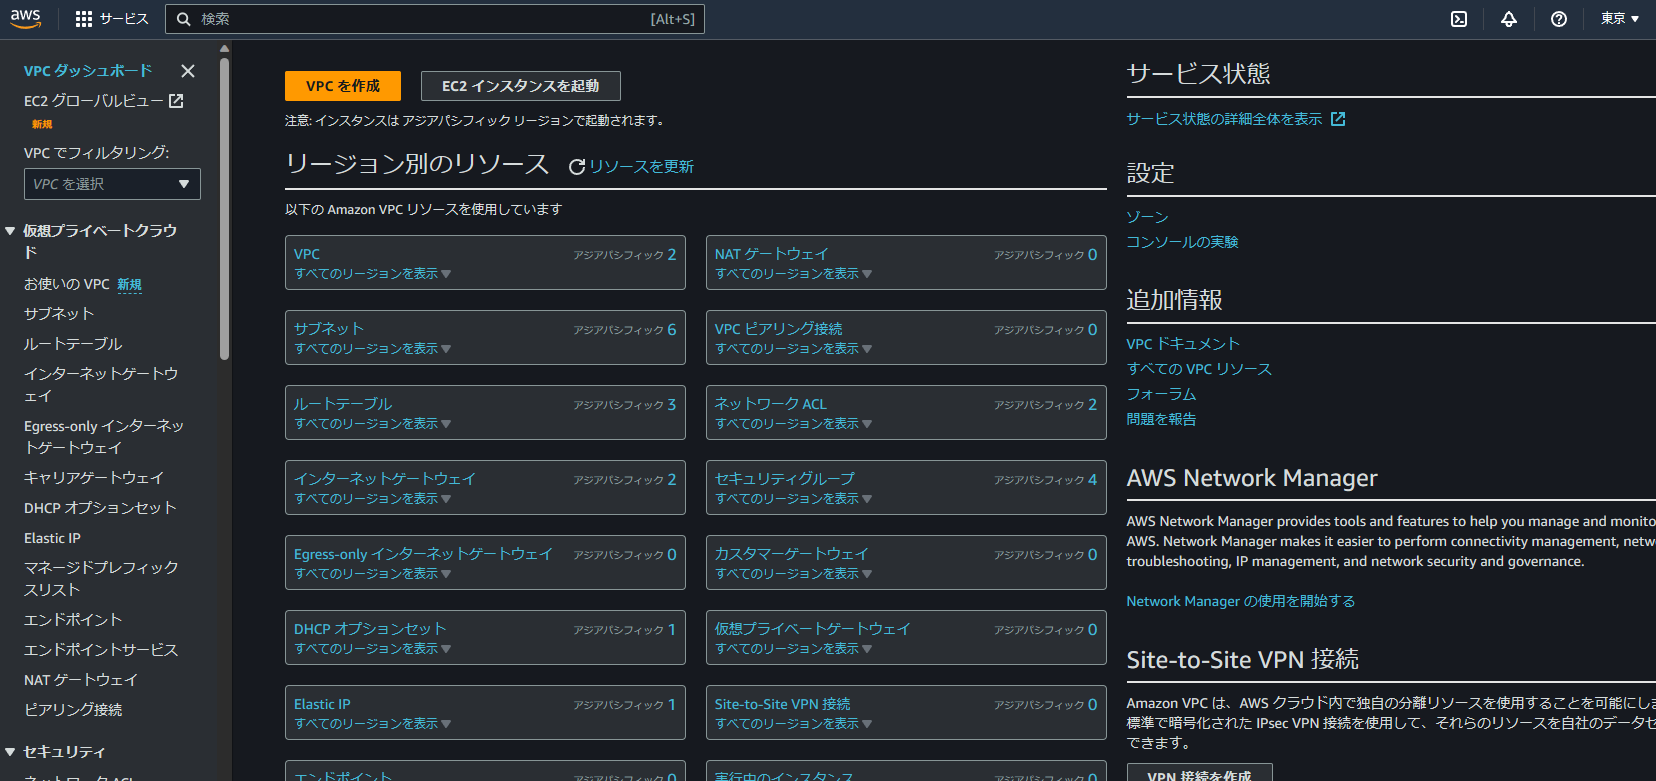 aws
サービス
検索
[Alt+S]
東京
VPC ダッシュボード
EC2 グローバルビュー
新規
VPC でフィルタリング:
VPC を選択
仮想プライベートクラウ
ド
お使いの VPC 新規
サブネット
ルートテーブル
インターネットゲートウ
ェイ
Egress-only インターネッ
トゲートウェイ
キャリアゲートウェイ
DHCP オプションセット
Elastic IP
マネージドプレフィック
スリスト
エンドポイント
エンドポイントサービス
NAT ゲートウェイ
ピアリング接続
セキュリティ
ネットワーク ACL
VPC を作成
EC2 インスタンスを起動
注意: インスタンスは アジアパシフィック リージョンで起動されます。
リージョン別のリソース
リソースを更新
以下の Amazon VPC リソースを使用しています
VPC
アジアパシフィック 2
すべてのリージョンを表示
NAT ゲートウェイ
アジアパシフィック 0
すべてのリージョンを表示
サブネット
アジアパシフィック 6
すべてのリージョンを表示
VPC ピアリング接続
アジアパシフィック 0
すべてのリージョンを表示
ルートテーブル
アジアパシフィック 3
すべてのリージョンを表示
ネットワーク ACL
アジアパシフィック 2
すべてのリージョンを表示
インターネットゲートウェイ
アジアパシフィック 2
すべてのリージョンを表示
セキュリティグループ
アジアパシフィック 4
すべてのリージョンを表示
Egress-only インターネットゲートウェイ
アジアパシフィック 0
すべてのリージョンを表示
カスタマーゲートウェイ
アジアパシフィック 0
すべてのリージョンを表示
DHCP オプションセット
アジアパシフィック 1
すべてのリージョンを表示
仮想プライベートゲートウェイ
アジアパシフィック 0
すべてのリージョンを表示
Elastic IP
アジアパシフィック 1
すべてのリージョンを表示
Site-to-Site VPN 接続
アジアパシフィック 0
すべてのリージョンを表示
エンドポイント
アジアパシフィック 0
実行中のインスタンス
アジアパシフィック 0
サービス状態
サービス状態の詳細全体を表示
設定
ゾーン
コンソールの実験
追加情報
VPC ドキュメント
すべての VPC リソース
フォーラム
問題を報告
AWS Network Manager
AWS Network Manager provides tools and features to help you manage and monito
AWS. Network Manager makes it easier to perform connectivity management, netw
troubleshooting, IP management, and network security and governance.
Network Manager の使用を開始する
Site-to-Site VPN 接続
Amazon VPC は、AWS クラウド内で独自の分離リソースを使用することを可能にしま
標準で暗号化された IPsec VPN 接続を使用して、それらのリソースを自社のデータセ
できます。
VPN 接続を作成